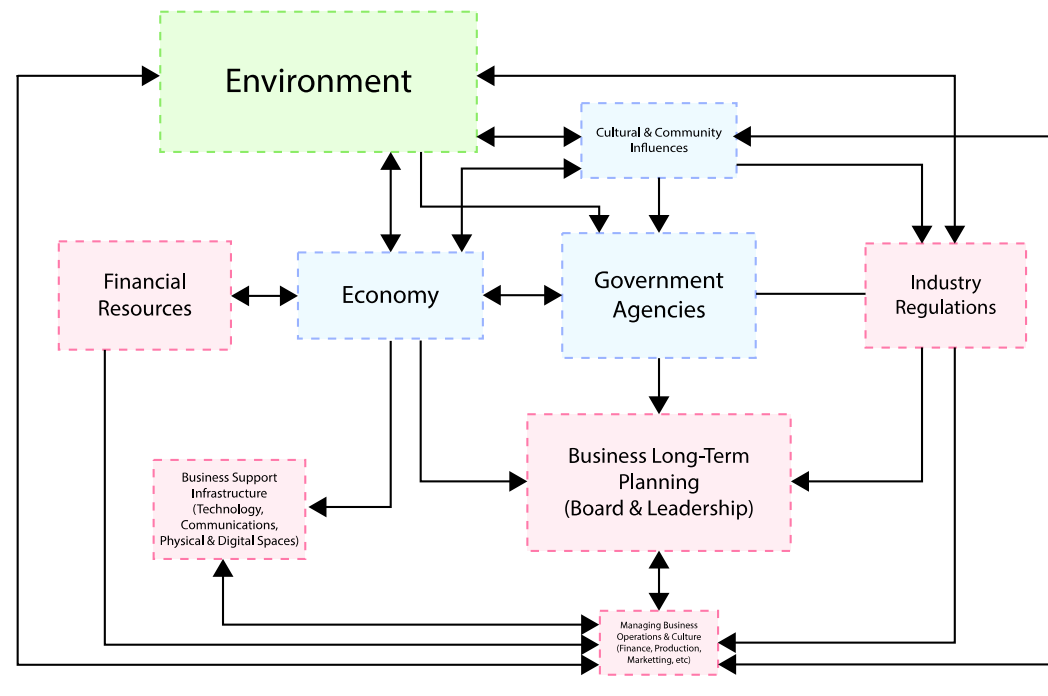 Environment
Cultural & Community
Influences
Financial
Resources
Economy
Government
Agencies
Industry
Regulations
Business Long-Term
Planning
(Board & Leadership)
Business Support
Infrastructure
(Technology,
Communications,
Physical & Digital Spaces)
Managing Business
Operations & Culture
(Finance, Production,
Marketting, etc)